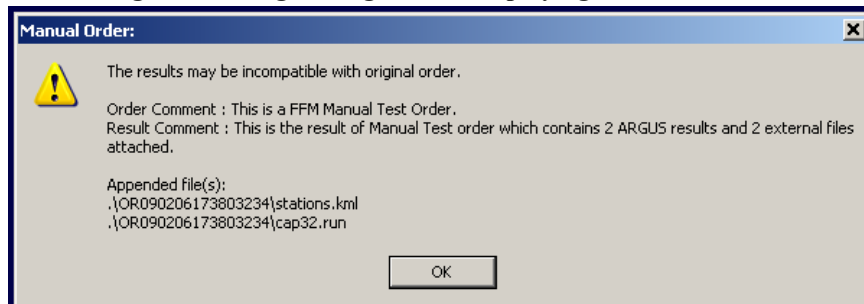 Manual Order:
The results may be incompatible with original order.
Order Comment : This is a FFM Manual Test Order.
Result Comment : This is the result of Manual Test order which contains 2 ARGUS results and 2 external files
attached.
Appended file(s):
.\OR090206173803234\stations.kml
.\OR090206173803234\cap32.run
OK